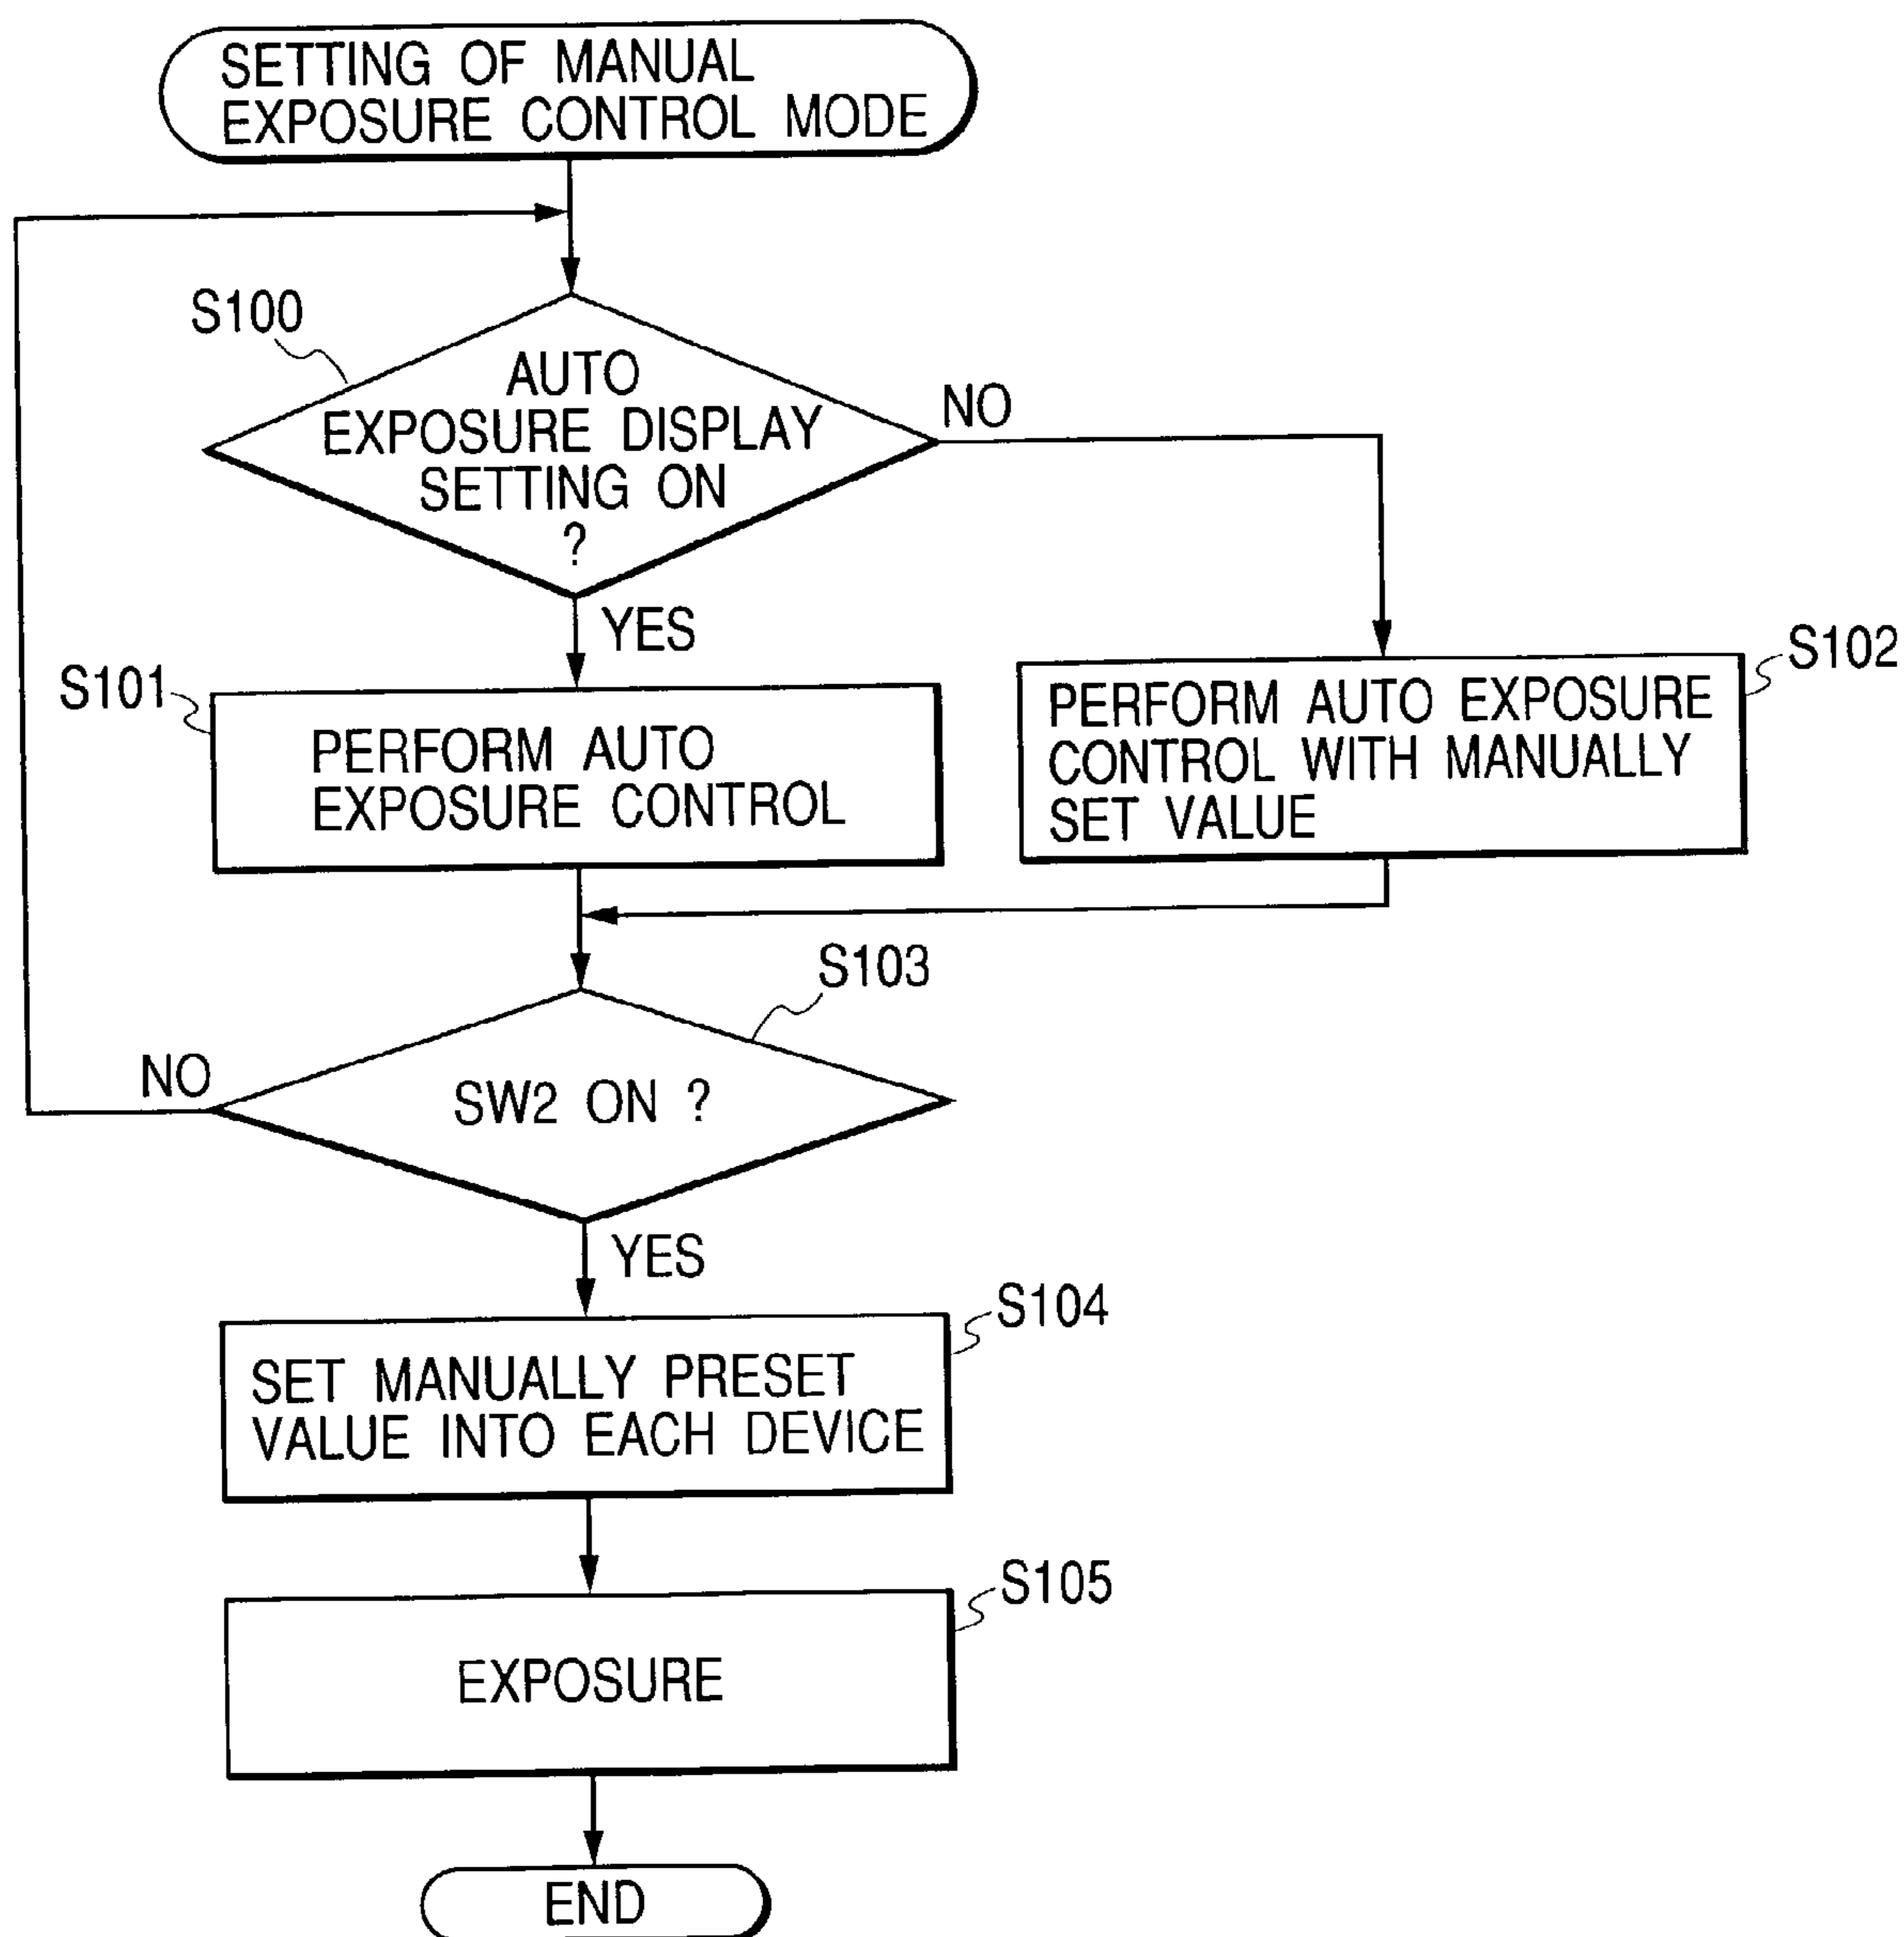 SETTING OF MANUAL
EXPOSURE CONTROL MODE
S100
AUTO
EXPOSURE DISPLAY
SETTING ON
?
NO
YES
S101
PERFORM AUTO
EXPOSURE CONTROL
S102
PERFORM AUTO EXPOSURE
CONTROL WITH MANUALLY
SET VALUE
S103
NO
SW2 ON ?
YES
S104
SET MANUALLY PRESET
VALUE INTO EACH DEVICE
S105
EXPOSURE
END